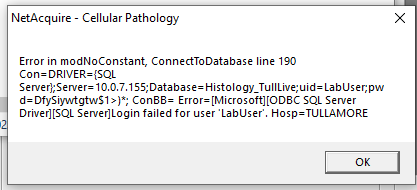 NetAcquire - Cellular Pathology
Error in modNoConstant, ConnectToDatabase line 190
Con=DRIVER={SQL
Server};Server=10.0.7.155;Database=Histology_TullLive;uid=LabUser;pw
d=DfySiywtgtw$1>)*; ConBB= Error=[Microsoft][ODBC SQL Server
Driver][SQL Server]Login failed for user 'LabUser'. Hosp=TULLAMORE
OK